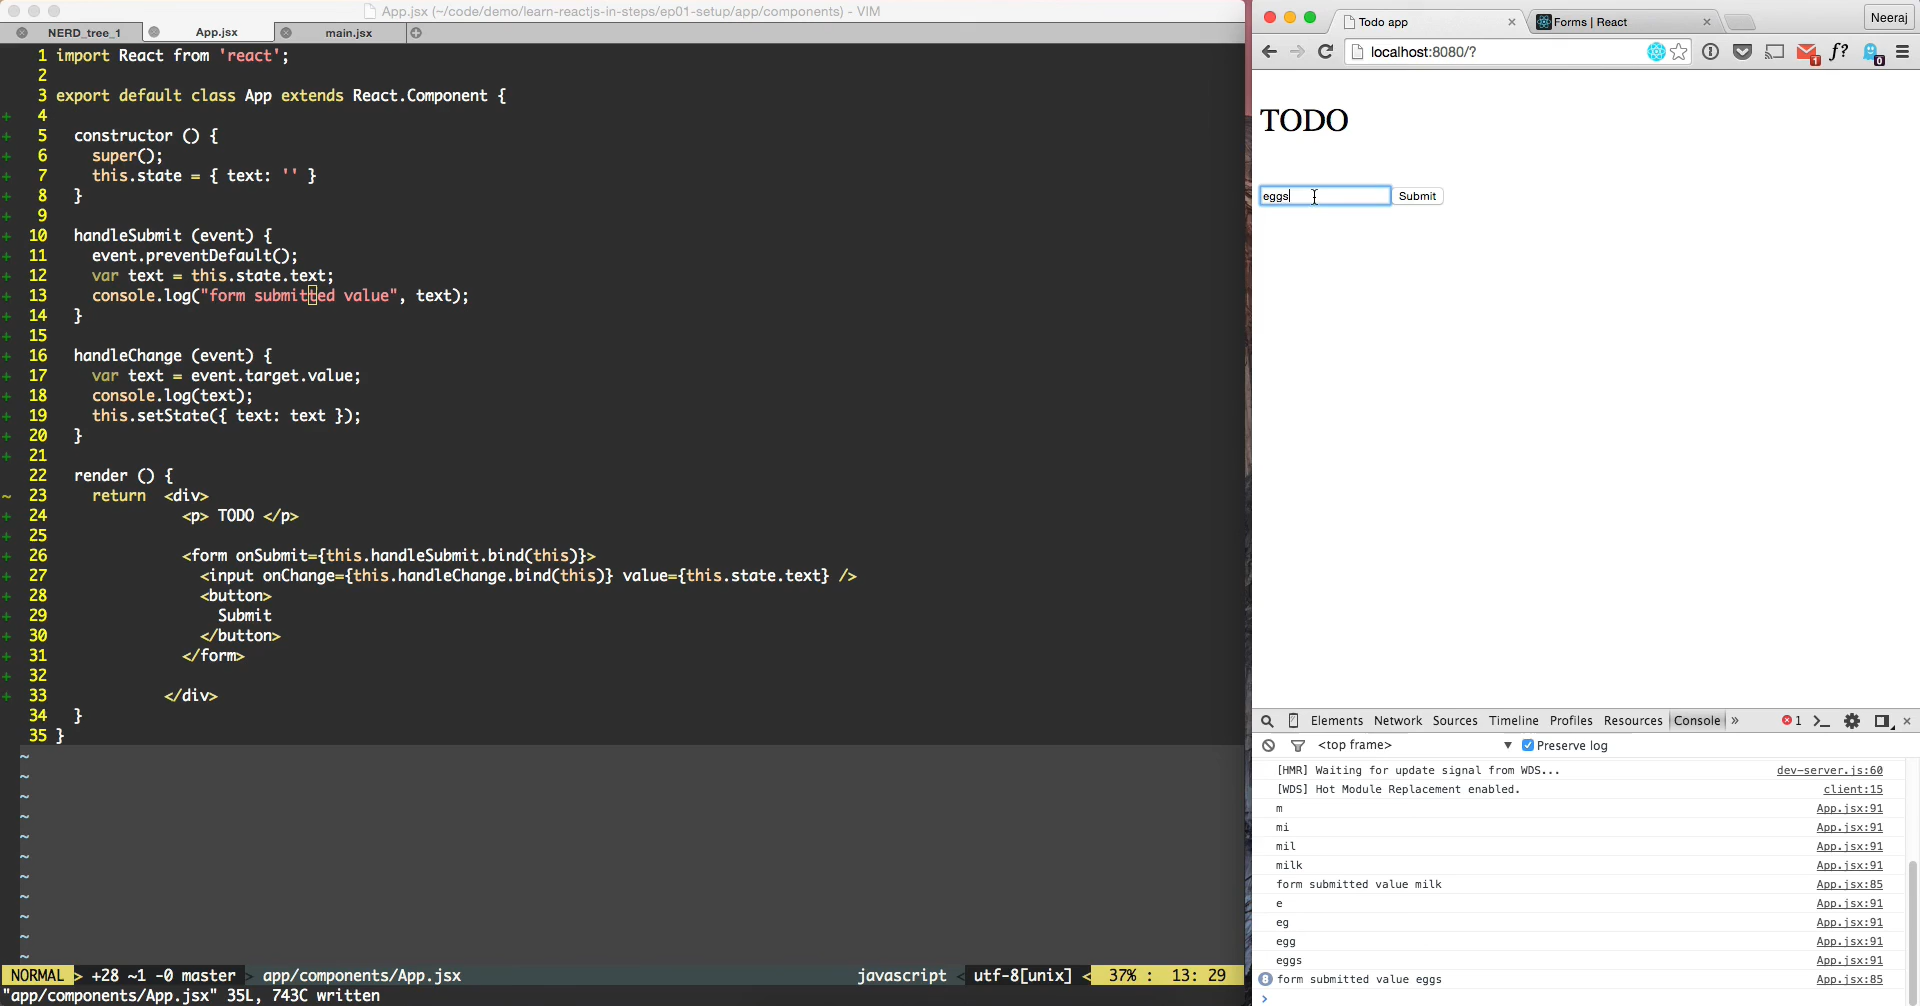 App.jsx (~/code/demo/learn-reactjs-in-steps/ep01-setup/app/components) - VIM
NERD_tree_1 App.jsx main.jsx
1 import React from 'react';
2
3 export default class App extends React.Component {
+ 4
+ 5 constructor () {
+ 6 super();
+ 7 this.state = { text: '' }
+ 8 }
+ 9
+ 10 handleSubmit (event) {
+ 11 event.preventDefault();
+ 12 var text = this.state.text;
+ 13 console.log("form submitted value", text);
+ 14 }
+ 15
+ 16 handleChange (event) {
+ 17 var text = event.target.value;
+ 18 console.log(text);
+ 19 this.setState({ text: text });
+ 20 }
+ 21
22 render () {
~ 23 return <div>
+ 24 <p> TODO </p>
+ 25
+ 26 <form onSubmit={this.handleSubmit.bind(this)}>
+ 27 <input onChange={this.handleChange.bind(this)} value={this.state.text} />
+ 28 <button>
+ 29 Submit
+ 30 </button>
+ 31 </form>
+ 32
+ 33 </div>
34 }
35 }
~
~
~
~
~
~
~
~
~
~
~
NORMAL > +28 ~1 -0 master > app/components/App.jsx javascript < utf-8[unix] < 37% : 13: 29
"app/components/App.jsx" 35L, 743C written
Todo app Forms | React Neeraj
localhost:8080/? 1 f? 0
TODO
eggs Submit
Elements Network Sources Timeline Profiles Resources Console » 1
<top frame> ▼ Preserve log
[HMR] Waiting for update signal from WDS... dev-server.js:60
[WDS] Hot Module Replacement enabled. client:15
m App.jsx:91
mi App.jsx:91
mil App.jsx:91
milk App.jsx:91
form submitted value milk App.jsx:85
e App.jsx:91
eg App.jsx:91
egg App.jsx:91
eggs App.jsx:91
8 form submitted value eggs App.jsx:85
>